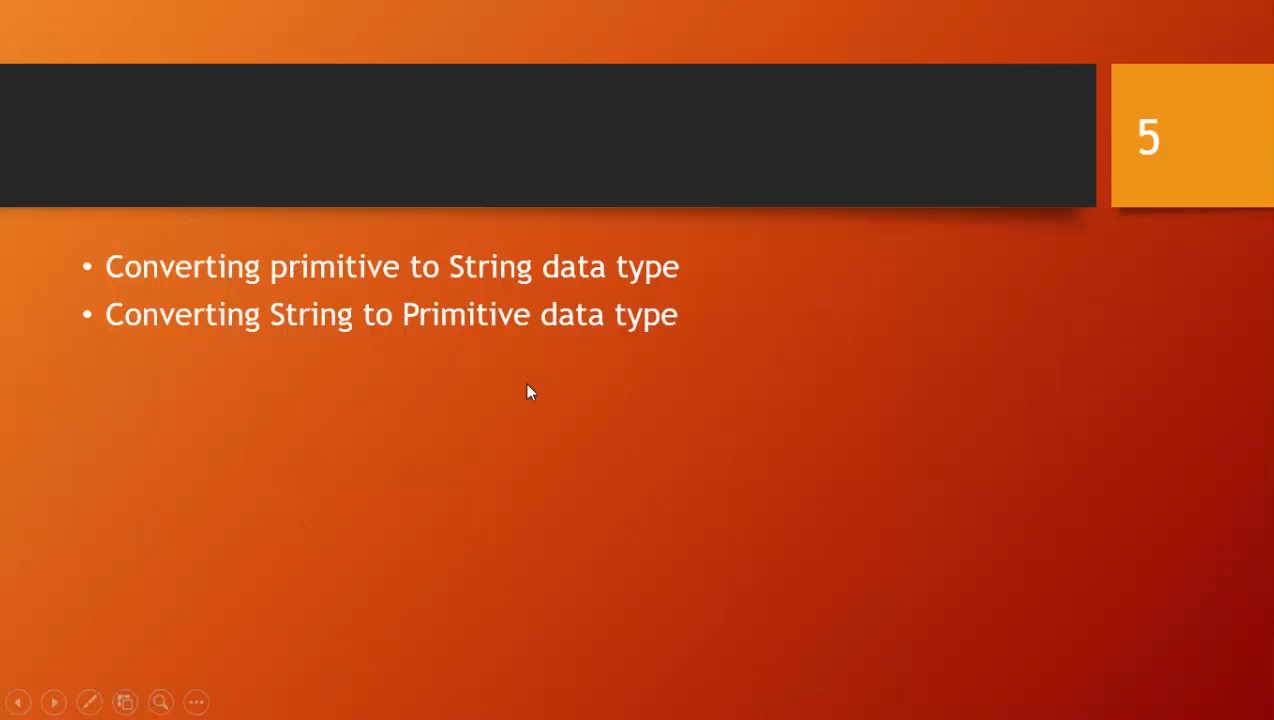 5
• Converting primitive to String data type
• Converting String to Primitive data type